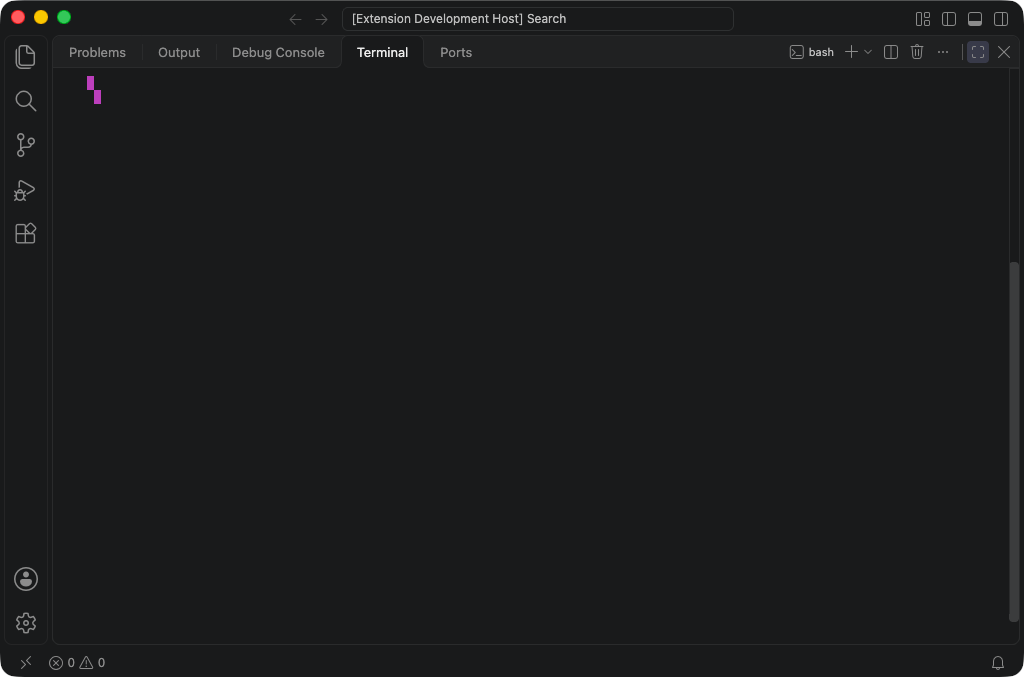 [Extension Development Host] Search
Problems
Output
Debug Console
Terminal
Ports
bash
0
0